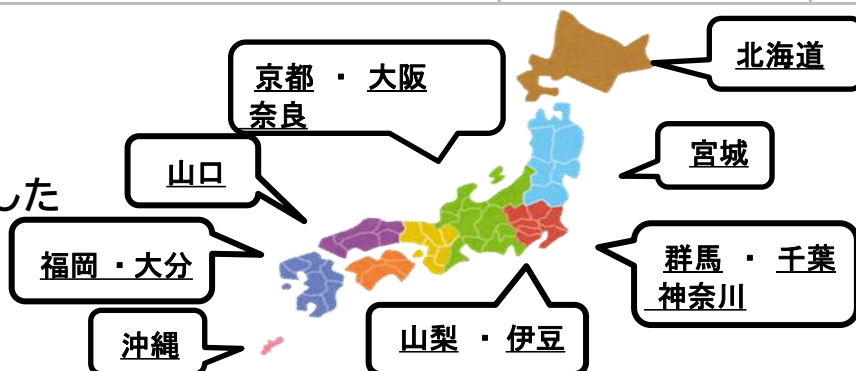 北海道
京都 ・ 大阪
奈良
宮城
山口
した
群馬 ・ 千葉
神奈川
福岡 ・大分
山梨 ・ 伊豆
沖縄